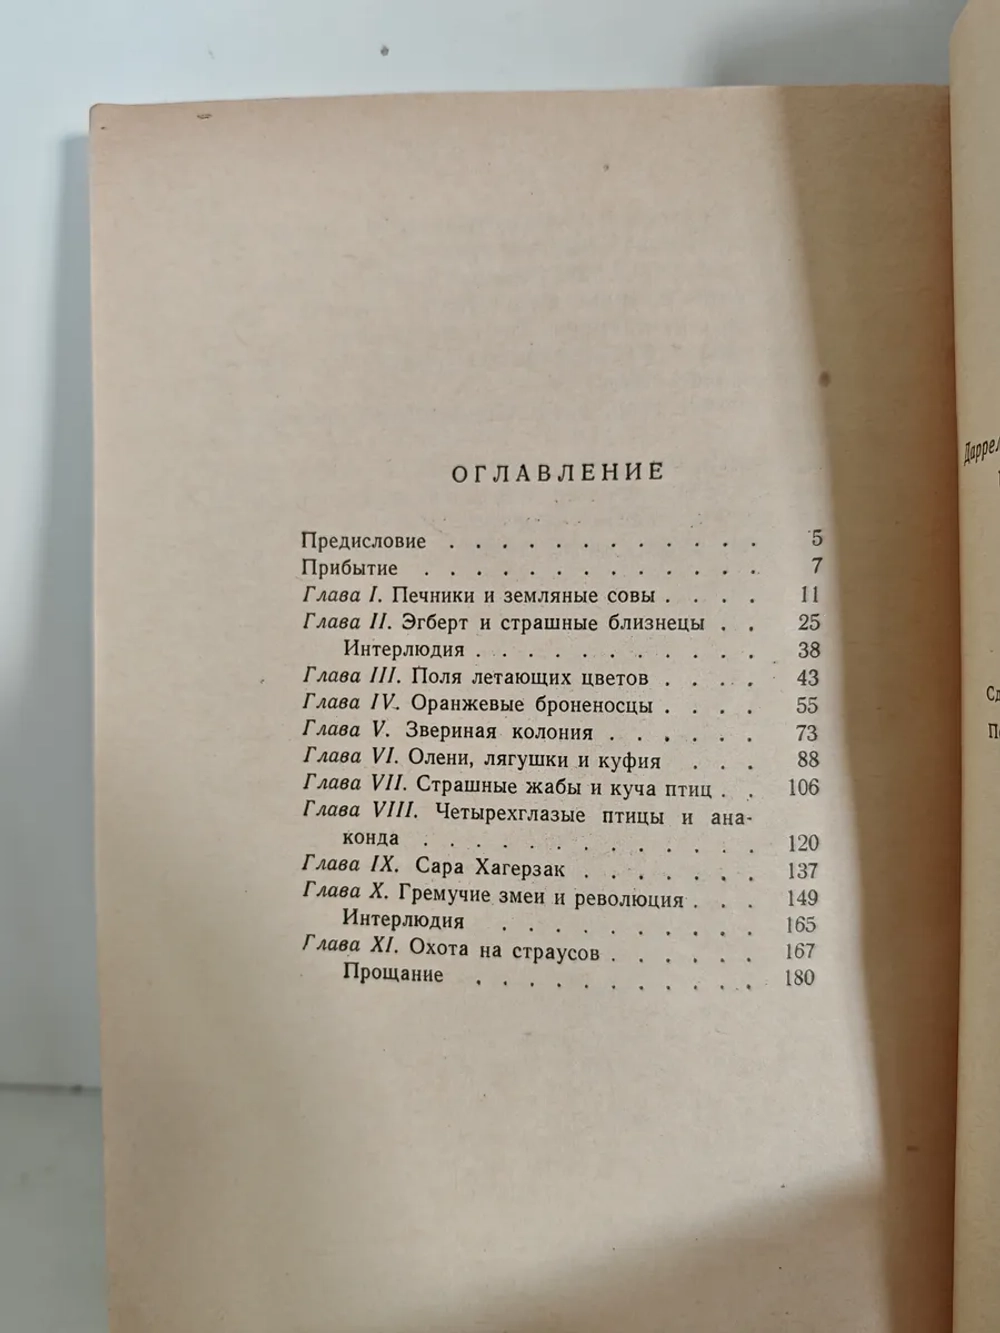 ОГЛАВЛЕНИЕ
Предисловие . . . . . . . . . . . . 5
Прибытие . . . . . . . . . . . . . 7
Глава I. Печники и земляные совы . . . . 11
Глава II. Эгберт и страшные близнецы . . 25
Интерлюдия . . . . . . . . . . . 38
Глава III. Поля летающих цветов . . . . 43
Глава IV. Оранжевые броненосцы . . . . 55
Глава V. Звериная колония . . . . . . 73
Глава VI. Олени, лягушки и куфия . . . 88
Глава VII. Страшные жабы и куча птиц . . 106
Глава VIII. Четырехглазые птицы и ана-
конда . . . . . . . . . . . . . 120
Глава IX. Сара Хагерзак . . . . . . . 137
Глава X. Гремучие змеи и революция . . . 149
Интерлюдия . . . . . . . . . . 165
Глава XI. Охота на страусов . . . . . . 167
Прощание . . . . . . . . . . . 180